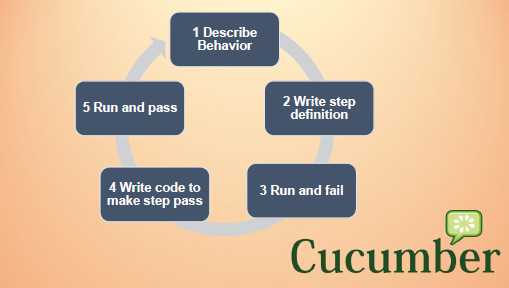 1 Describe
Behavior
2 Write step
definition
3 Run and fail
4 Write code to
make step pass
5 Run and pass
Cucumber